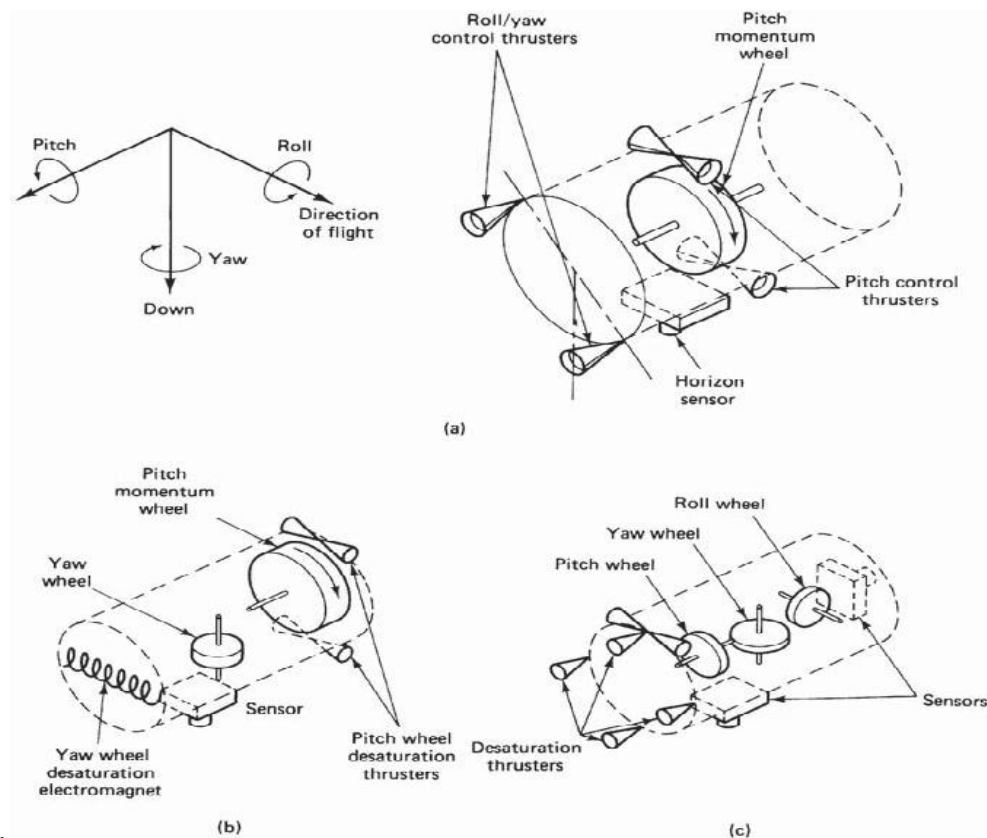 Roll/yaw
control thrusters
Pitch
momentum
wheel
Pitch
Roll
Direction
of flight
Yaw
Down
Pitch control
thrusters
Horizon
sensor
(a)
Pitch
momentum
wheel
Yaw
wheel
Sensor
Yaw wheel
desaturation
electromagnet
Pitch wheel
desaturation
thrusters
(b)
Roll wheel
Yaw wheel
Pitch wheel
Sensors
Desaturation
thrusters
(c)